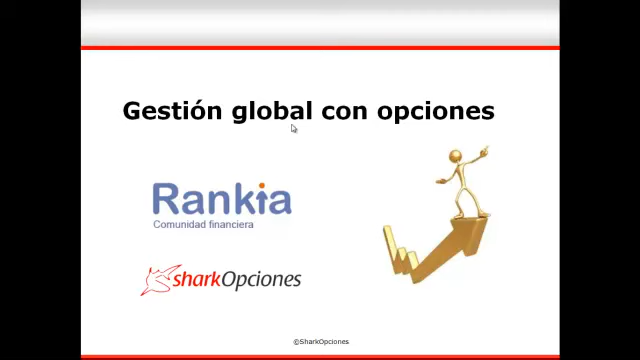 Gestión global con opciones
Rankia
Comunidad financiera
sharkOpciones
©SharkOpciones